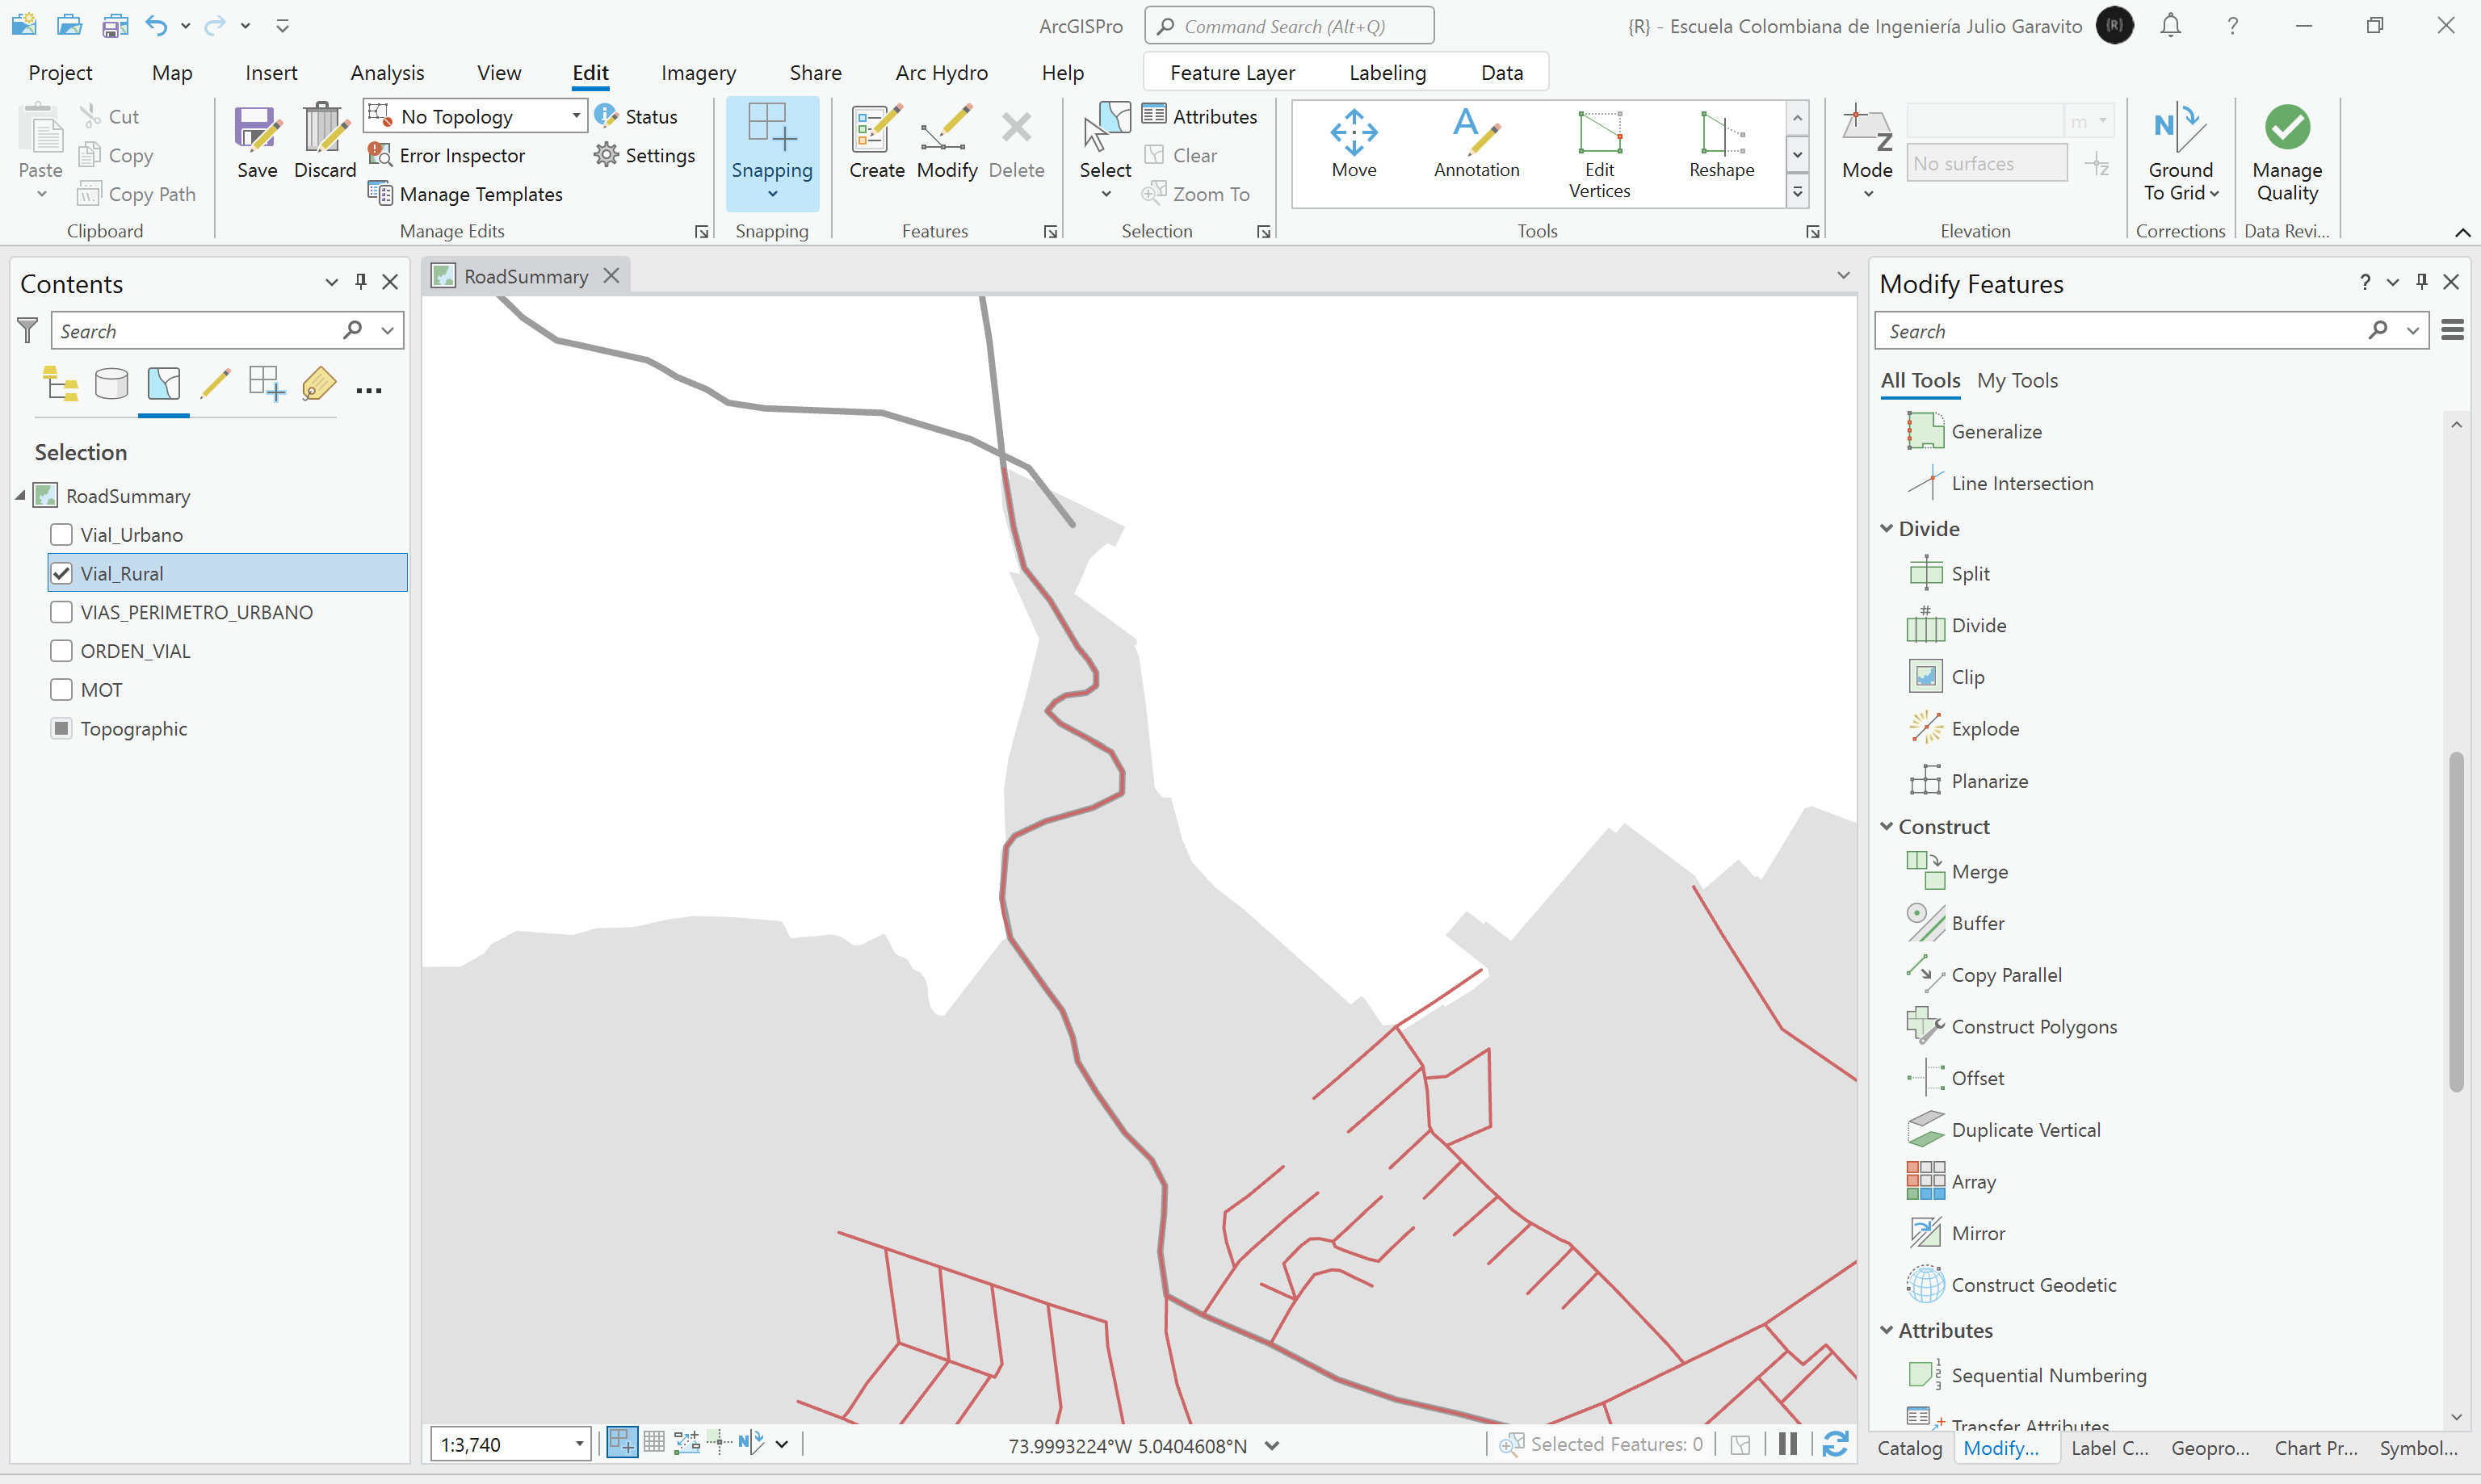 ArcGISPro
Command Search (Alt+Q)
{R} - Escuela Colombiana de Ingeniería Julio Garavito
{R}
?
Project Map Insert Analysis View Edit Imagery Share Arc Hydro Help Feature Layer Labeling Data
Paste
Cut
Copy
Copy Path
Clipboard
Save
Discard
No Topology
Error Inspector
Manage Templates
Status
Settings
Manage Edits
Snapping
Snapping
Create
Modify
Delete
Features
Select
Attributes
Clear
Zoom To
Selection
Move
Annotation
Edit
Vertices
Reshape
Tools
Mode
m
No surfaces
Elevation
Ground
To Grid
Corrections
Manage
Quality
Data Revi...
Contents
Search
Selection
RoadSummary
Vial_Urbano
Vial_Rural
VIAS_PERIMETRO_URBANO
ORDEN_VIAL
MOT
Topographic
RoadSummary
1:3,740
73.9993224°W 5.0404608°N
Selected Features: 0
Modify Features
?
Search
All Tools My Tools
Generalize
Line Intersection
Divide
Split
Divide
Clip
Explode
Planarize
Construct
Merge
Buffer
Copy Parallel
Construct Polygons
Offset
Duplicate Vertical
Array
Mirror
Construct Geodetic
Attributes
Sequential Numbering
Transfer Attributes
Catalog Modify... Label C... Geopro... Chart Pr... Symbol...